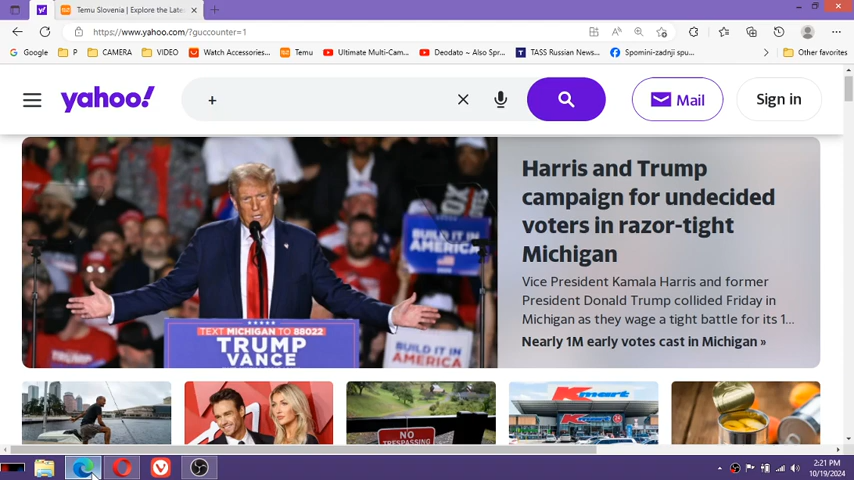 Temu Slovenia | Explore the Late
https://www.yahoo.com/?guccounter=1
Google
P
CAMERA
VIDEO
Watch Accessories...
Temu
Ultimate Multi-Cam...
Deodato ~ Also Spr...
TASS Russian News...
Spomini-zadnji spu...
Other favorites
yahoo!
+
Mail
Sign in
BUILD IT IN
AMERICA
TEXT MICHIGAN TO 88022
TRUMP
VANCE
BUILD IT IN
AMERICA
Harris and Trump
campaign for undecided
voters in razor-tight
Michigan
Vice President Kamala Harris and former
President Donald Trump collided Friday in
Michigan as they wage a tight battle for its 1...
Nearly 1M early votes cast in Michigan »
NO
TRESPASSING
Kmart
2:21 PM
10/19/2024